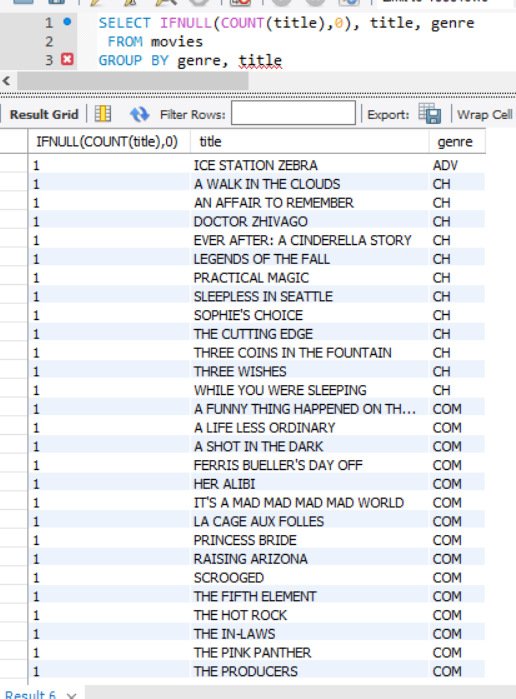 1 SELECT IFNULL(COUNT(title),0), title, genre
2 FROM movies
3 GROUP BY genre, title
Result Grid Filter Rows: Export: Wrap Cell
IFNULL(COUNT(title),0) title genre
1 ICE STATION ZEBRA ADV
1 A WALK IN THE CLOUDS CH
1 AN AFFAIR TO REMEMBER CH
1 DOCTOR ZHIVAGO CH
1 EVER AFTER: A CINDERELLA STORY CH
1 LEGENDS OF THE FALL CH
1 PRACTICAL MAGIC CH
1 SLEEPLESS IN SEATTLE CH
1 SOPHIE'S CHOICE CH
1 THE CUTTING EDGE CH
1 THREE COINS IN THE FOUNTAIN CH
1 THREE WISHES CH
1 WHILE YOU WERE SLEEPING CH
1 A FUNNY THING HAPPENED ON TH... COM
1 A LIFE LESS ORDINARY COM
1 A SHOT IN THE DARK COM
1 FERRIS BUELLER'S DAY OFF COM
1 HER ALIBI COM
1 IT'S A MAD MAD MAD MAD WORLD COM
1 LA CAGE AUX FOLLES COM
1 PRINCESS BRIDE COM
1 RAISING ARIZONA COM
1 SCROOGED COM
1 THE FIFTH ELEMENT COM
1 THE HOT ROCK COM
1 THE IN-LAWS COM
1 THE PINK PANTHER COM
1 THE PRODUCERS COM
Result 6